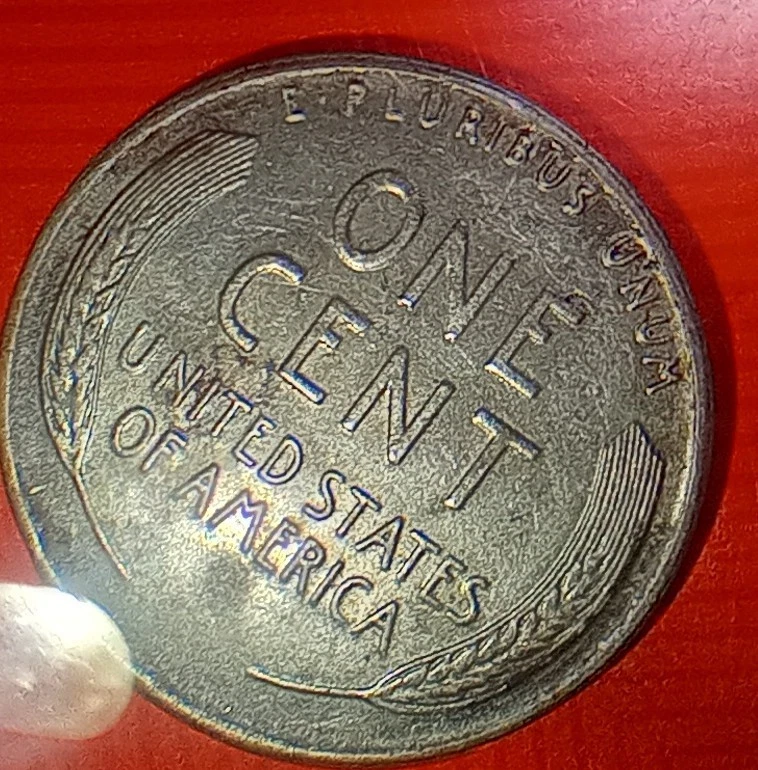 E · PLURIBUS · UNUM
ONE
CENT
UNITED STATES
OF AMERICA